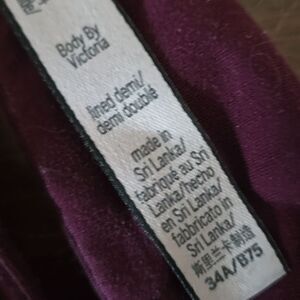 Body By
Victoria
lined demi/
demi doublé
made in
Sri Lanka/
fabriqué au Sri
Lanka/hecho
en Sri Lanka/
fabbricato in
Sri Lanka/
斯里兰卡制造
34A/B75